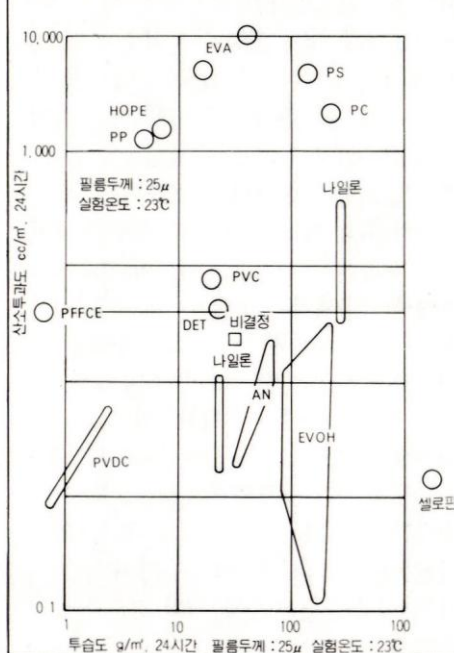 10,000
EVA
PS
HOPE
PC
PP
1,000
나일론
필름두께 : 25μ
실험온도 : 23℃
산소투과도 cc/㎡, 24시간
PVC
PFFCE
DET
비결정
나일론
AN
EVOH
PVDC
셀로판
0 1
1
10
100
100
투습도 g/㎡, 24시간 필름두께 : 25μ 실험온도 : 23℃